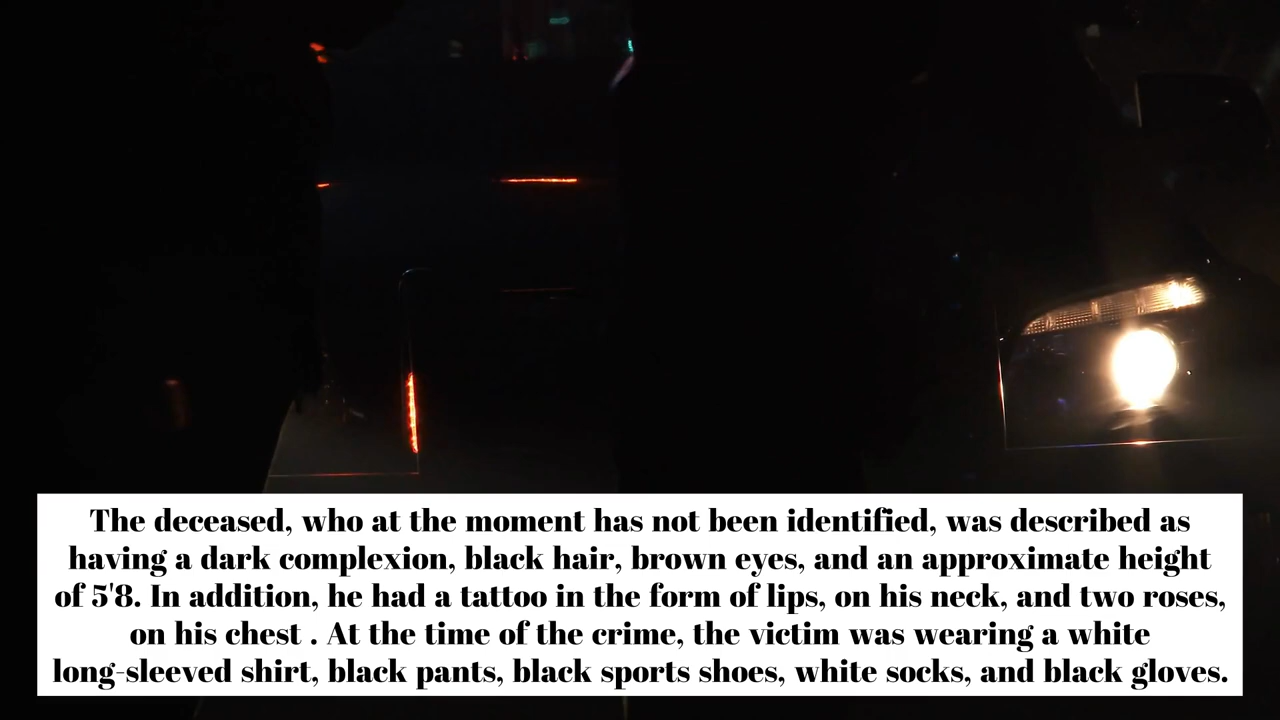 The deceased, who at the moment has not been identified, was described as
having a dark complexion, black hair, brown eyes, and an approximate height
of 5'8. In addition, he had a tattoo in the form of lips, on his neck, and two roses,
on his chest . At the time of the crime, the victim was wearing a white
long-sleeved shirt, black pants, black sports shoes, white socks, and black gloves.